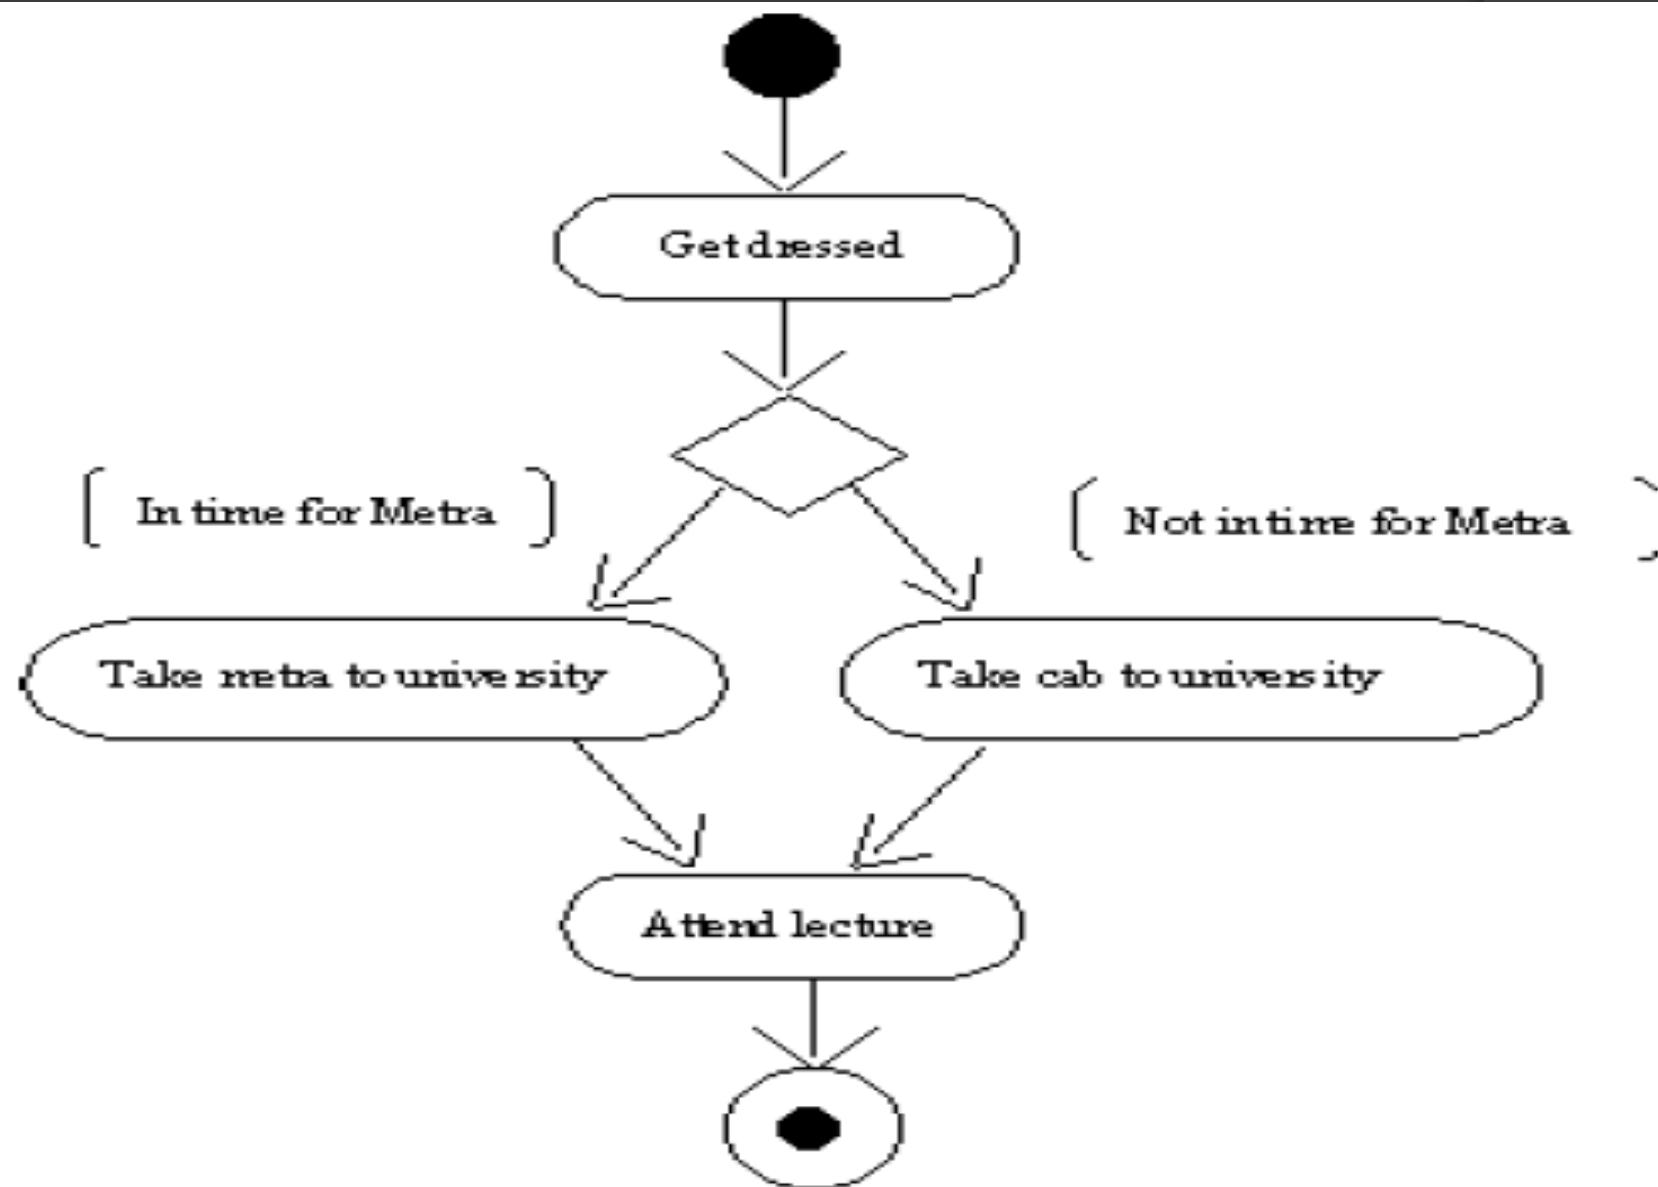 Get dressed
[ In time for Metra ]
[ Not in time for Metra ]
Take metra to university
Take cab to university
Attend lecture